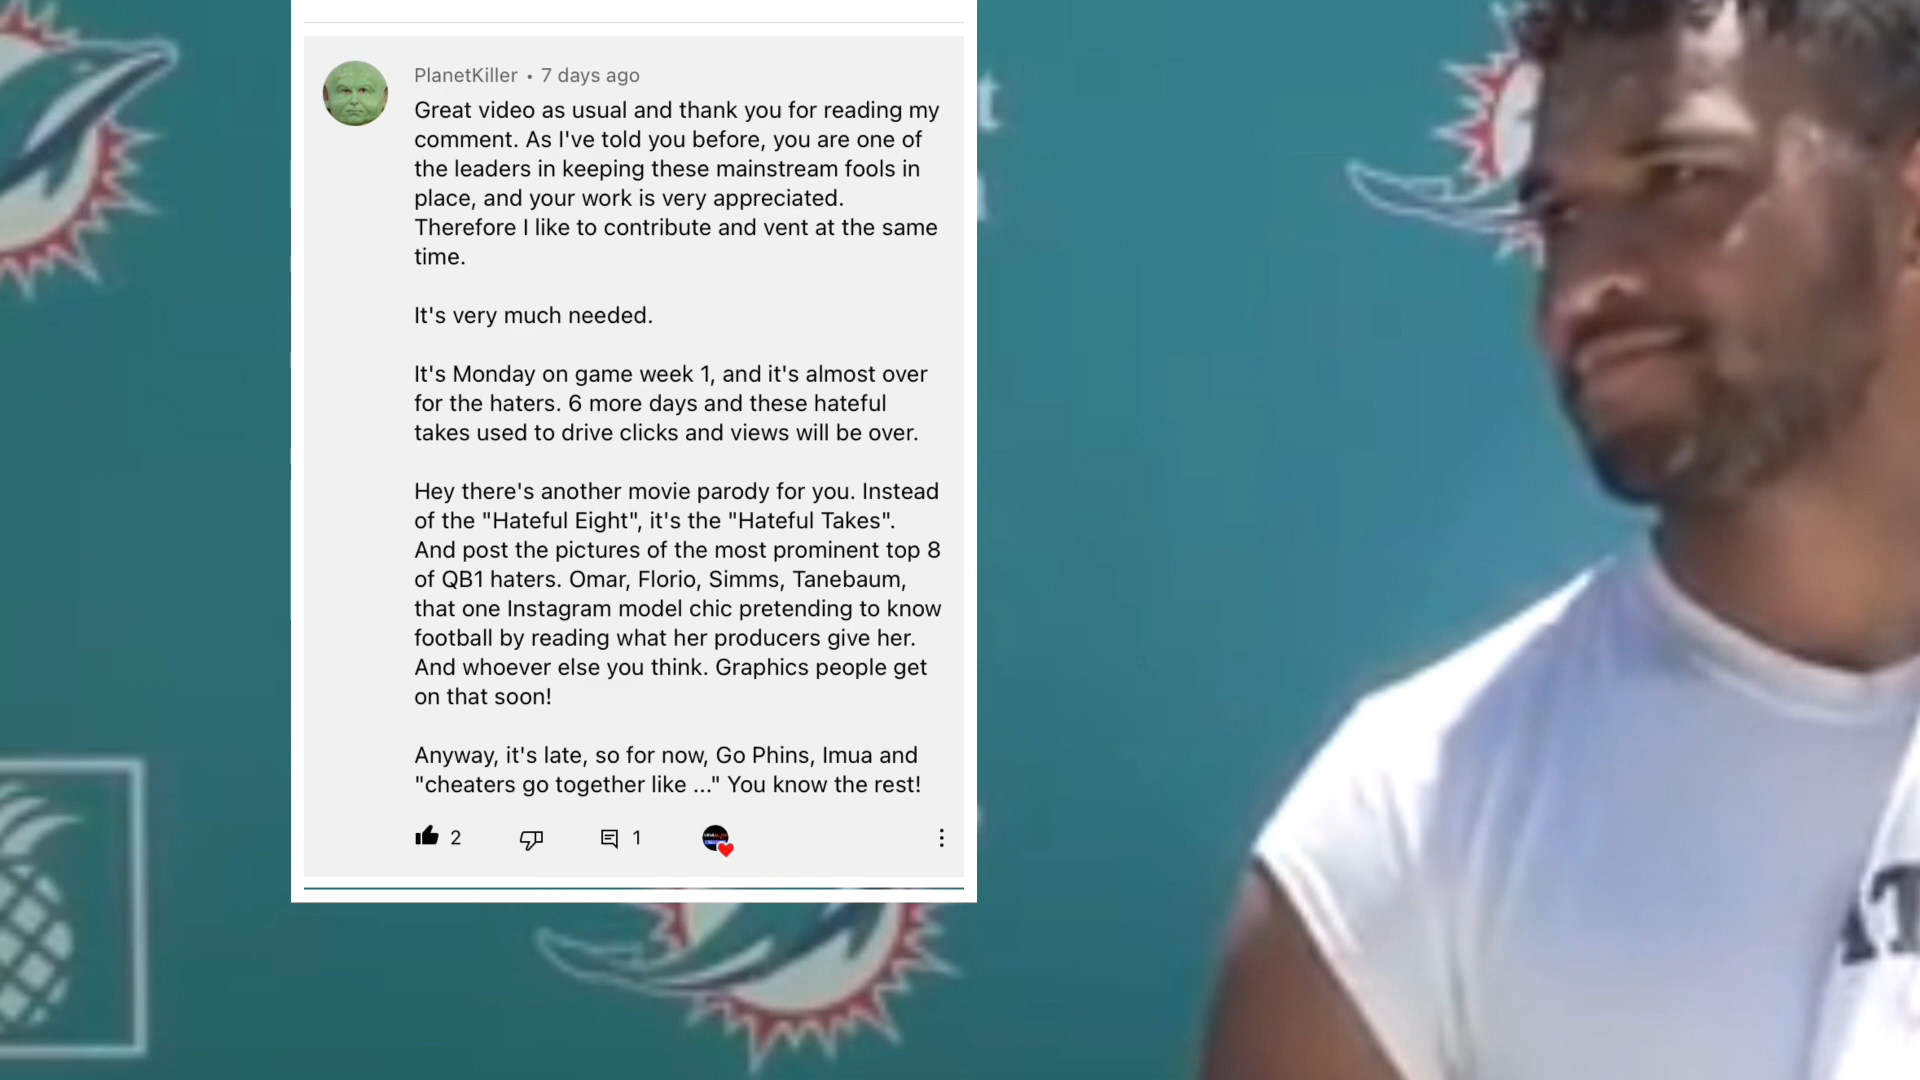 PlanetKiller • 7 days ago
Great video as usual and thank you for reading my
comment. As I've told you before, you are one of
the leaders in keeping these mainstream fools in
place, and your work is very appreciated.
Therefore I like to contribute and vent at the same
time.
It's very much needed.
It's Monday on game week 1, and it's almost over
for the haters. 6 more days and these hateful
takes used to drive clicks and views will be over.
Hey there's another movie parody for you. Instead
of the "Hateful Eight", it's the "Hateful Takes".
And post the pictures of the most prominent top 8
of QB1 haters. Omar, Florio, Simms, Tanebaum,
that one Instagram model chic pretending to know
football by reading what her producers give her.
And whoever else you think. Graphics people get
on that soon!
Anyway, it's late, so for now, Go Phins, Imua and
"cheaters go together like ..." You know the rest!
2
1